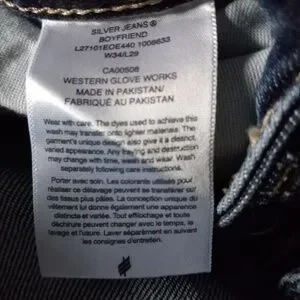 SILVER JEANS®
BOYFRIEND
L27101EOE440 1006633
W34/L29
CA00508
WESTERN GLOVE WORKS
MADE IN PAKISTAN/
FABRIQUÉ AU PAKISTAN
Wear with care. The dyes used to achieve this
wash may transfer onto lighter materials. The
garment's unique design also give it a distinct,
varied appearance. Any fraying and destruction
may change with time, wash and wear. Wash
separately following care instructions.
Porter avec soin. Les colorants utilisés pour
réaliser ce délavage peuvent se transférer sur
des tissus plus pâles. La conception unique du
vêtement lui donne également une apparence
distincte et variée. Tout effilochage et toute
déchirure peuvent changer avec le temps, le
lavage et l'usure. Laver séparément en suivant
les consignes d'entretien.